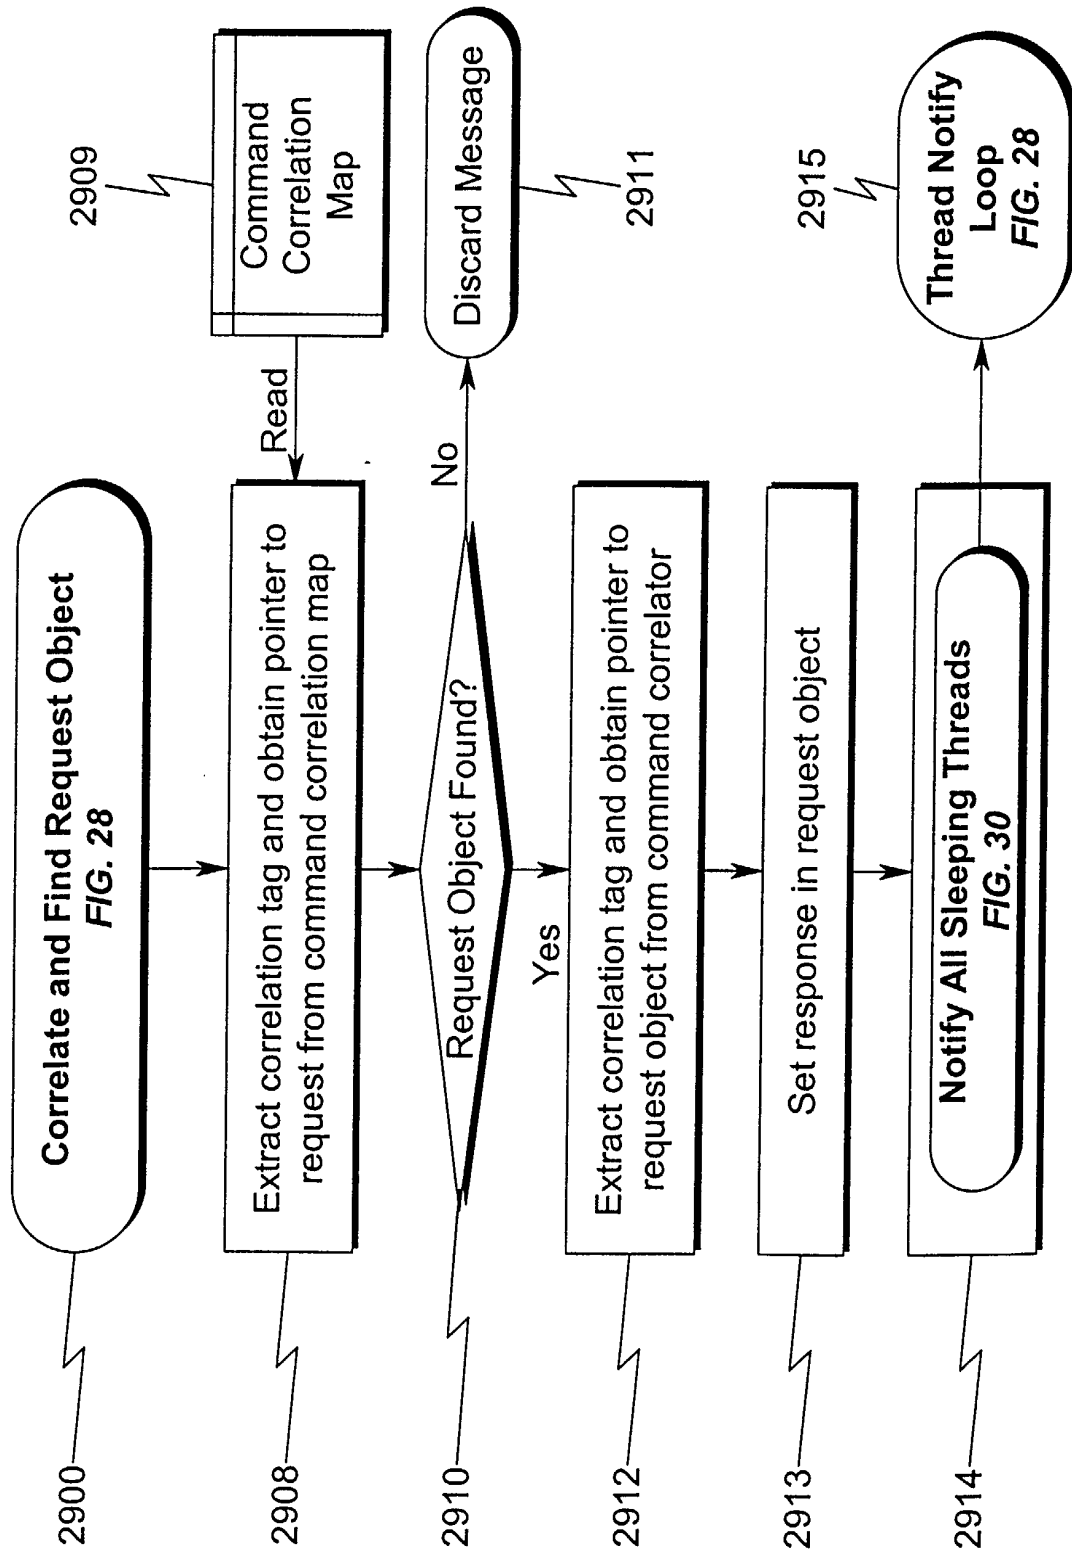 2900
Correlate and Find Request Object
FIG. 28
2908
Extract correlation tag and obtain pointer to
request from command correlation map
Read
2909
Command
Correlation
Map
2910
Request Object Found?
No
Discard Message
2911
Yes
2912
Extract correlation tag and obtain pointer to
request object from command correlator
2913
Set response in request object
2914
Notify All Sleeping Threads
FIG. 30
2915
Thread Notify
Loop
FIG. 28